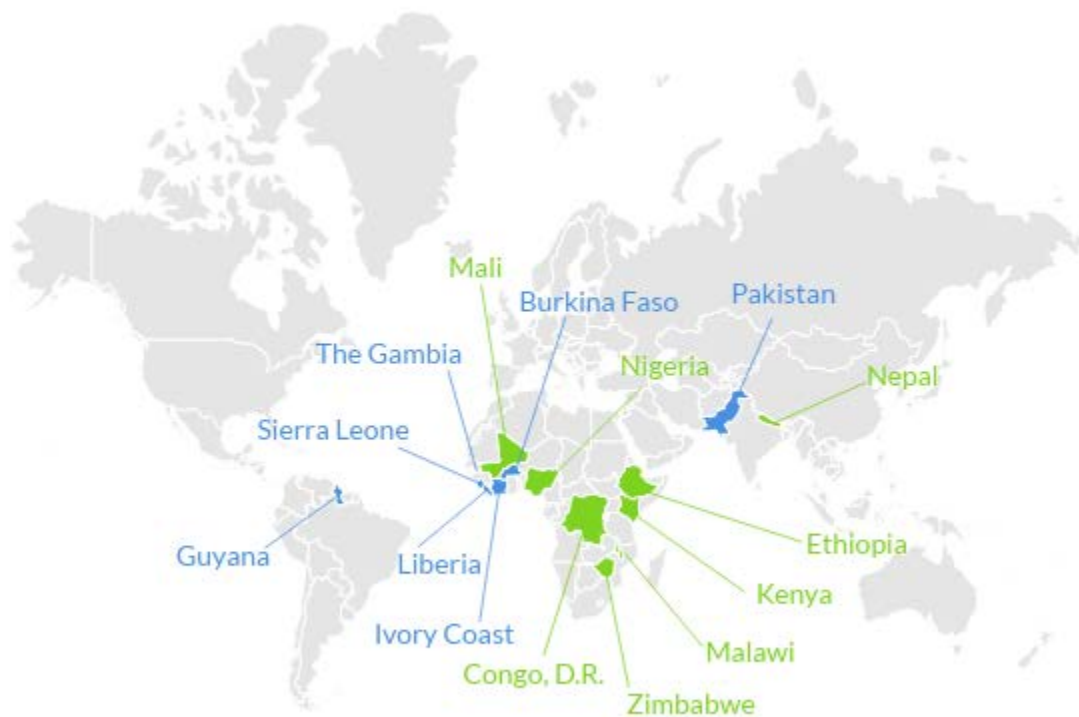 Mali
Burkina Faso
Pakistan
The Gambia
Nigeria
Nepal
Sierra Leone
Guyana
Liberia
Ethiopia
Kenya
Ivory Coast
Malawi
Congo, D.R.
Zimbabwe